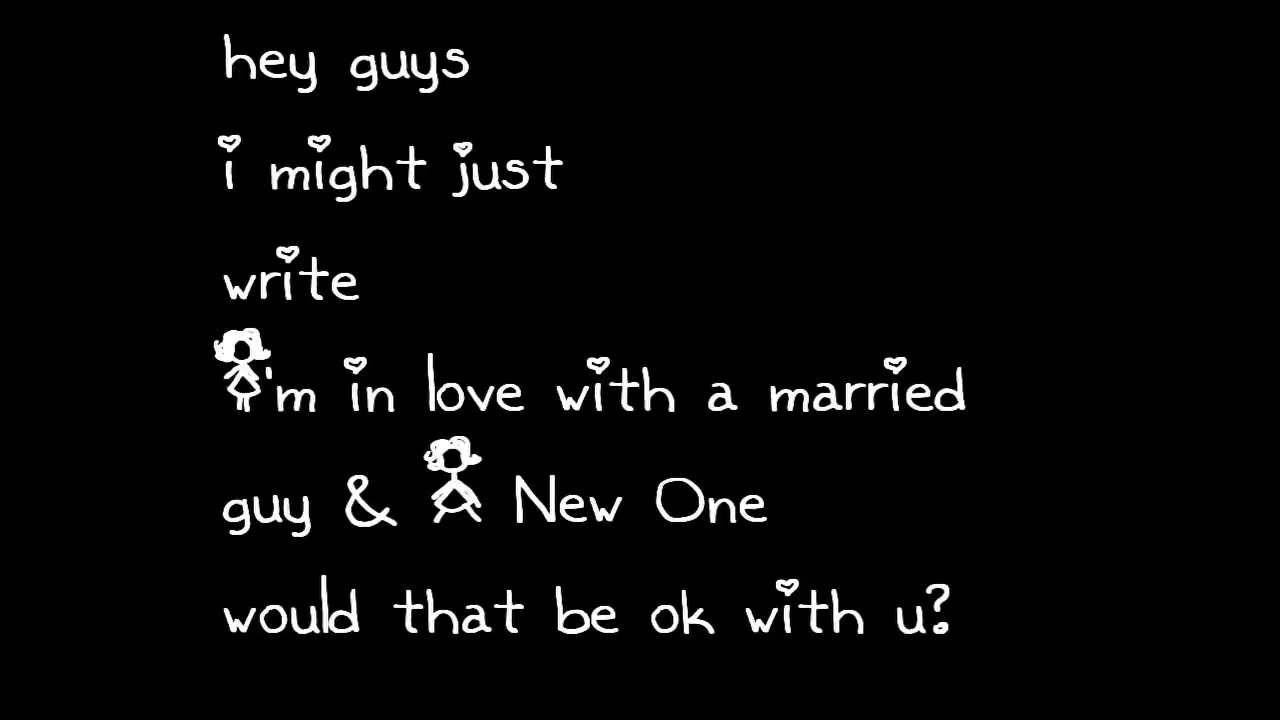 hey guys
i might just
write
I'm in love with a married
guy & A New One
would that be ok with u?